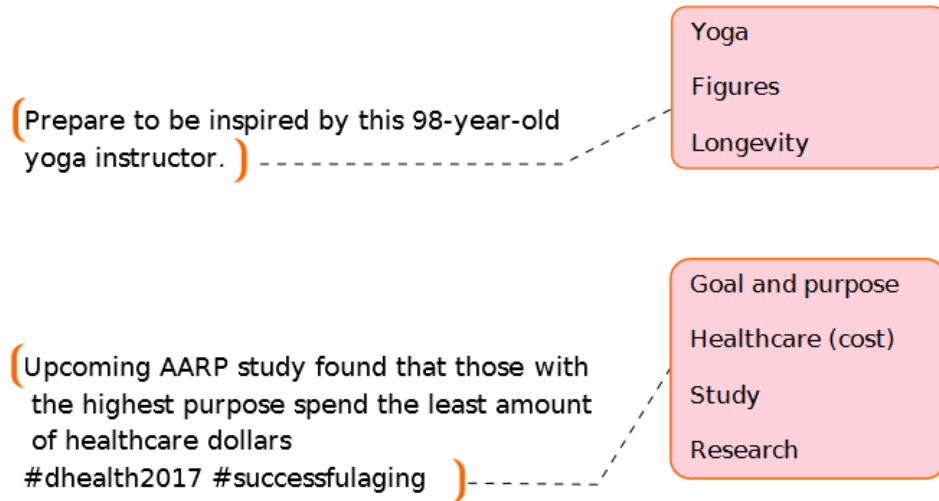 Yoga
Figures
Longevity
Prepare to be inspired by this 98-year-old
yoga instructor.
Goal and purpose
Healthcare (cost)
Study
Research
Upcoming AARP study found that those with
the highest purpose spend the least amount
of healthcare dollars
#dhealth2017 #successfulaging